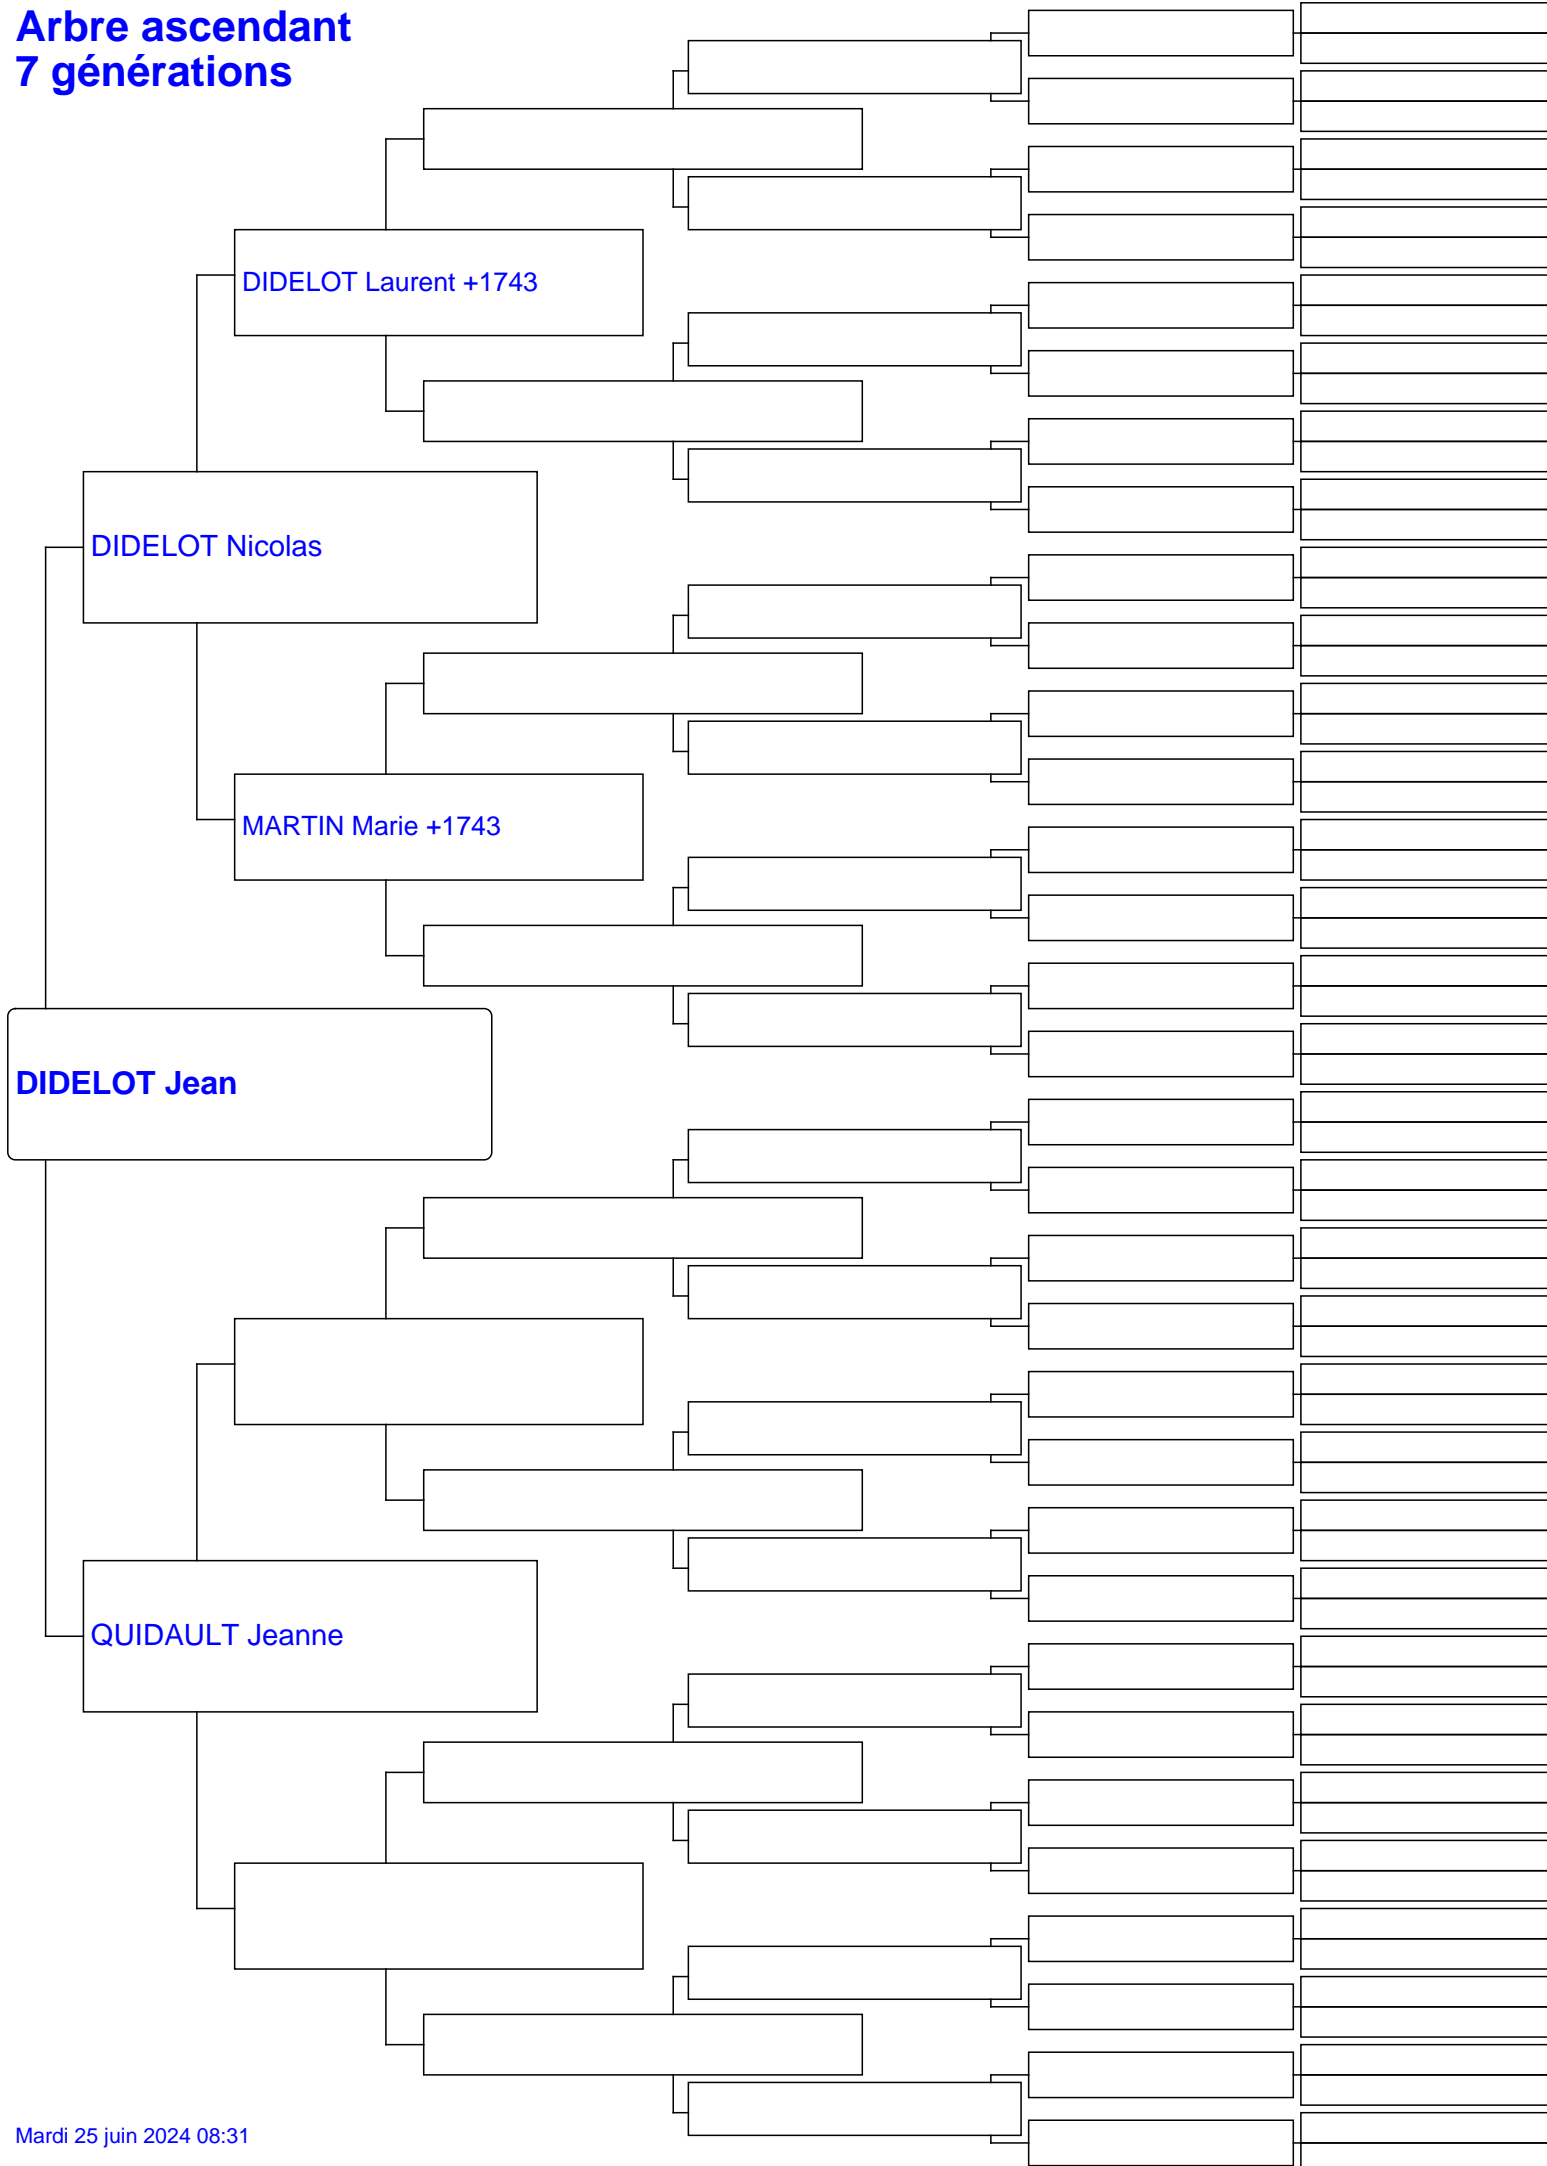 Arbre ascendant
7 générations
DIDELOT Laurent +1743
DIDELOT Nicolas
MARTIN Marie +1743
DIDELOT Jean
QUIDAULT Jeanne
Mardi 25 juin 2024 08:31